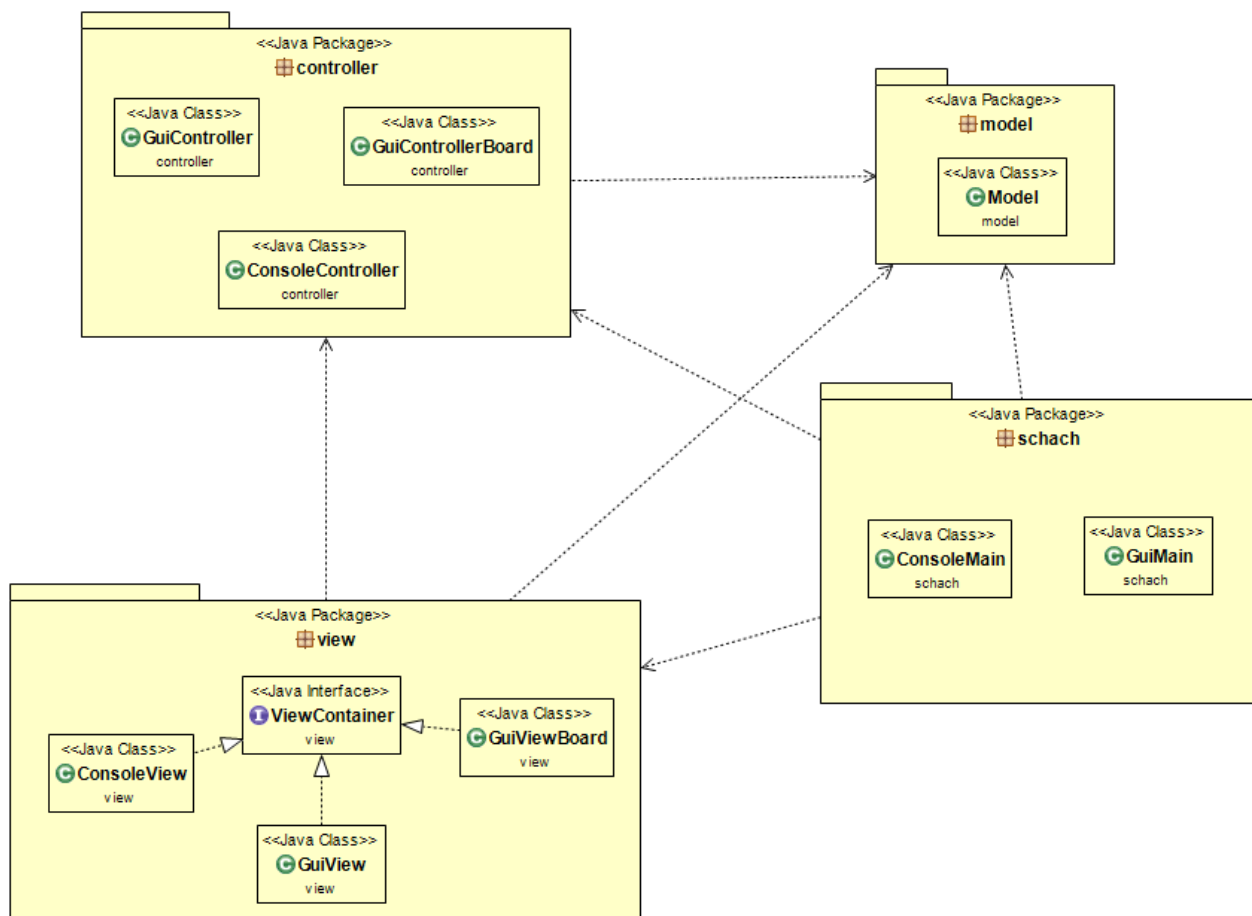 <<Java Package>>
controller
<<Java Class>>
GuiController
controller
<<Java Class>>
GuiControllerBoard
controller
<<Java Class>>
ConsoleController
controller
<<Java Package>>
model
<<Java Class>>
Model
model
<<Java Package>>
schach
<<Java Class>>
ConsoleMain
schach
<<Java Class>>
GuiMain
schach
<<Java Package>>
view
<<Java Interface>>
ViewContainer
view
<<Java Class>>
GuiViewBoard
view
<<Java Class>>
ConsoleView
view
<<Java Class>>
GuiView
view